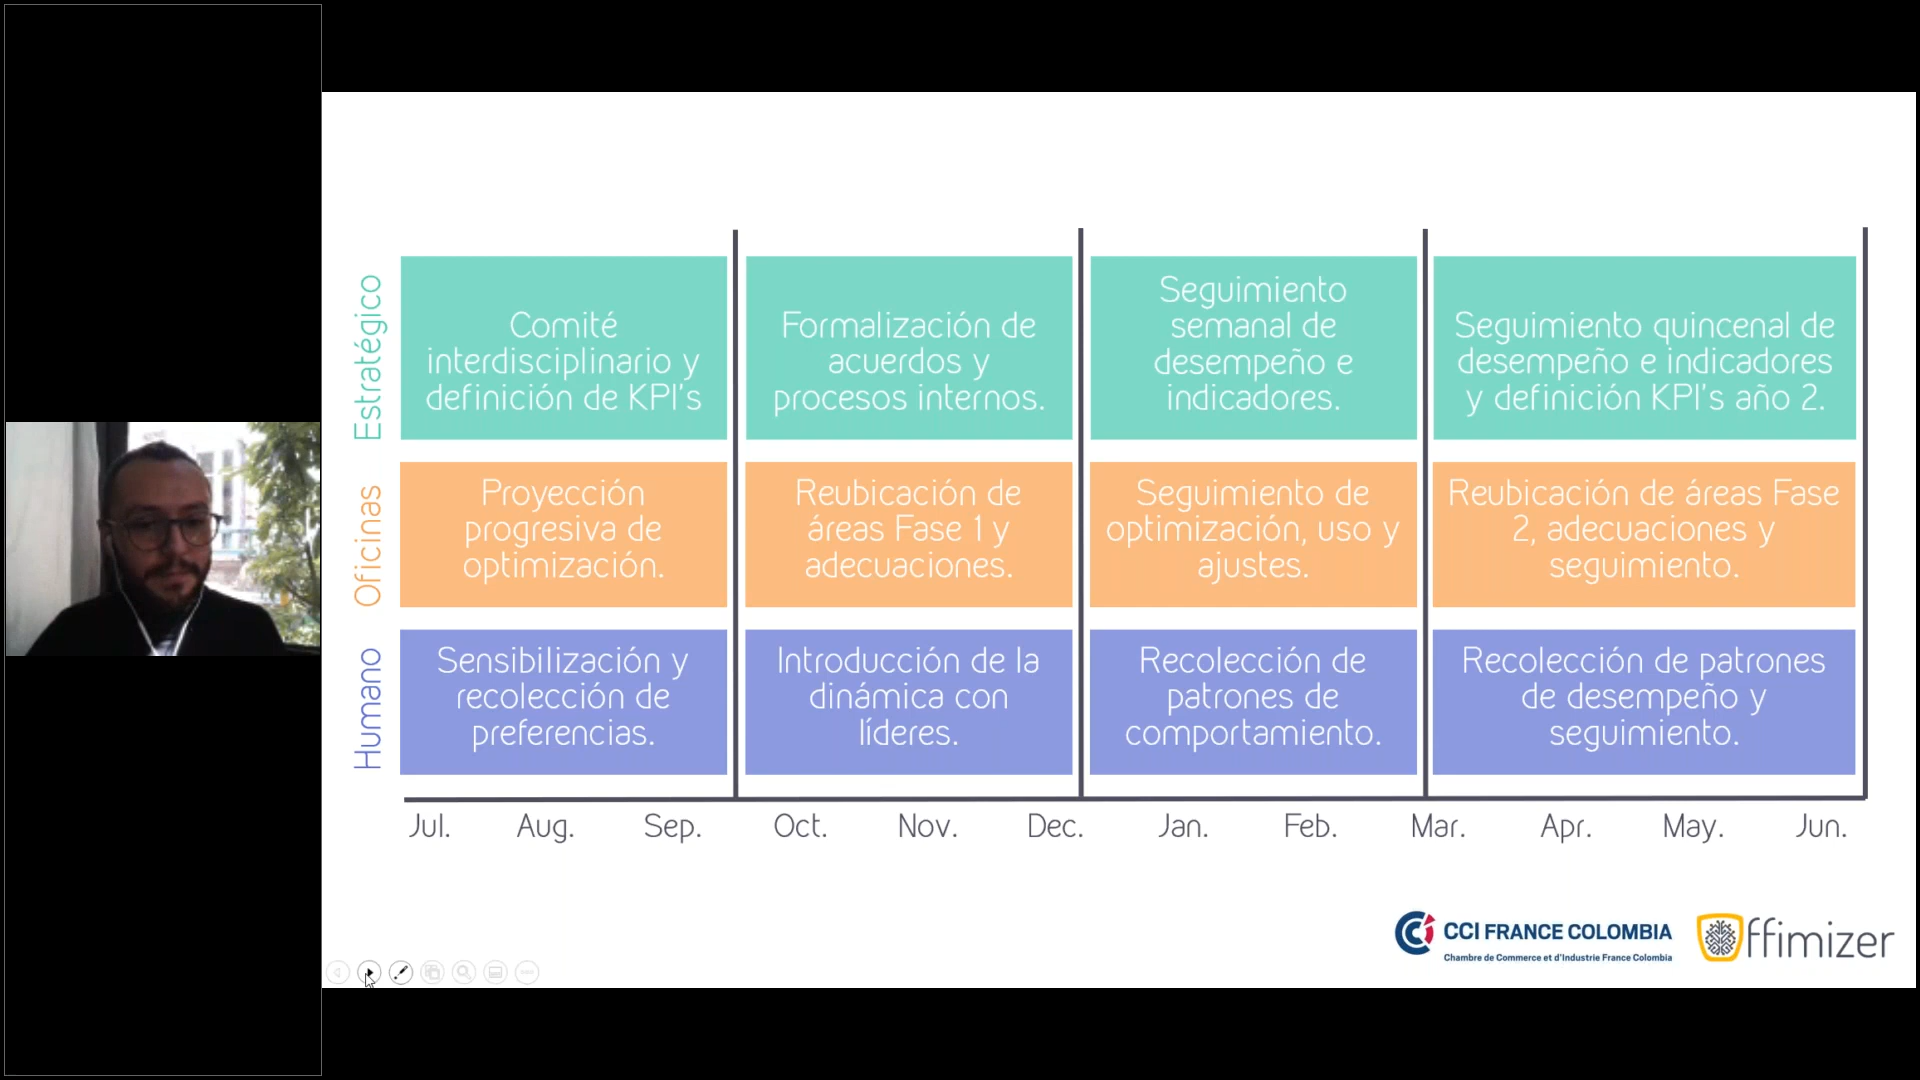 Estratégico
Comité
interdisciplinario y
definición de KPI's
Formalización de
acuerdos y
procesos internos.
Seguimiento
semanal de
desempeño e
indicadores.
Seguimiento quincenal de
desempeño e indicadores
y definición KPI's año 2.
Oficinas
Proyección
progresiva de
optimización.
Reubicación de
áreas Fase 1 y
adecuaciones.
Seguimiento de
optimización, uso y
ajustes.
Reubicación de áreas Fase
2, adecuaciones y
seguimiento.
Humano
Sensibilización y
recolección de
preferencias.
Introducción de la
dinámica con
líderes.
Recolección de
patrones de
comportamiento.
Recolección de patrones
de desempeño y
seguimiento.
Jul. Aug. Sep. Oct. Nov. Dec. Jan. Feb. Mar. Apr. May. Jun.
CCI FRANCE COLOMBIA
Chambre de Commerce et d'Industrie France Colombia
ffimizer